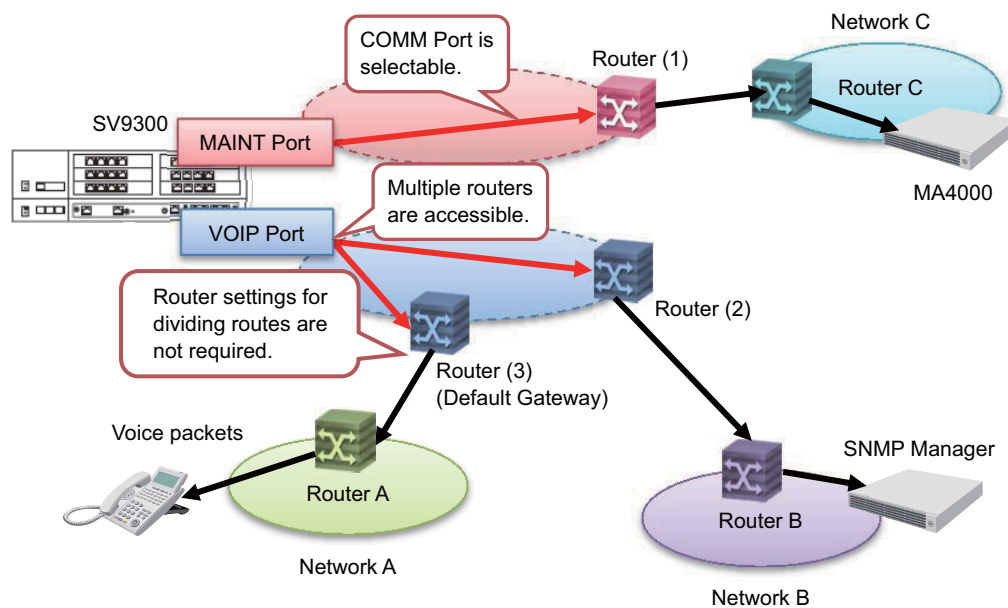 Network C
COMM Port is
selectable.
Router (1)
Router C
SV9300
MAINT Port
MA4000
Multiple routers
are accessible.
VOIP Port
Router settings for
dividing routes are
not required.
Router (2)
Router (3)
(Default Gateway)
Voice packets
SNMP Manager
Router A
Router B
Network A
Network B